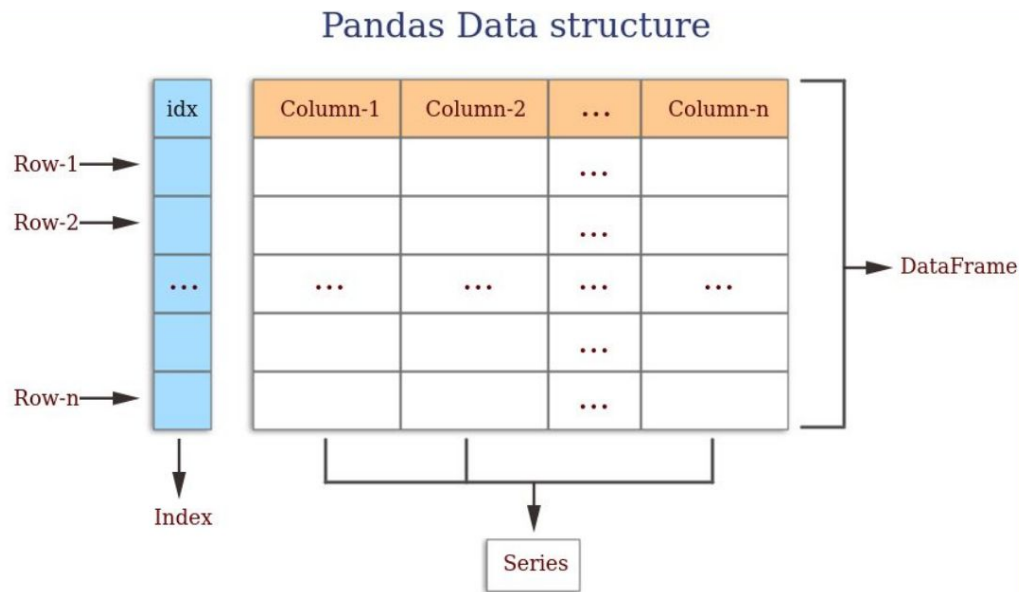 Pandas Data structure
idx Column-1 Column-2 ... Column-n
Row-1 ...
Row-2 ...
... ... ... ... ...
...
Row-n ...
DataFrame
Index
Series